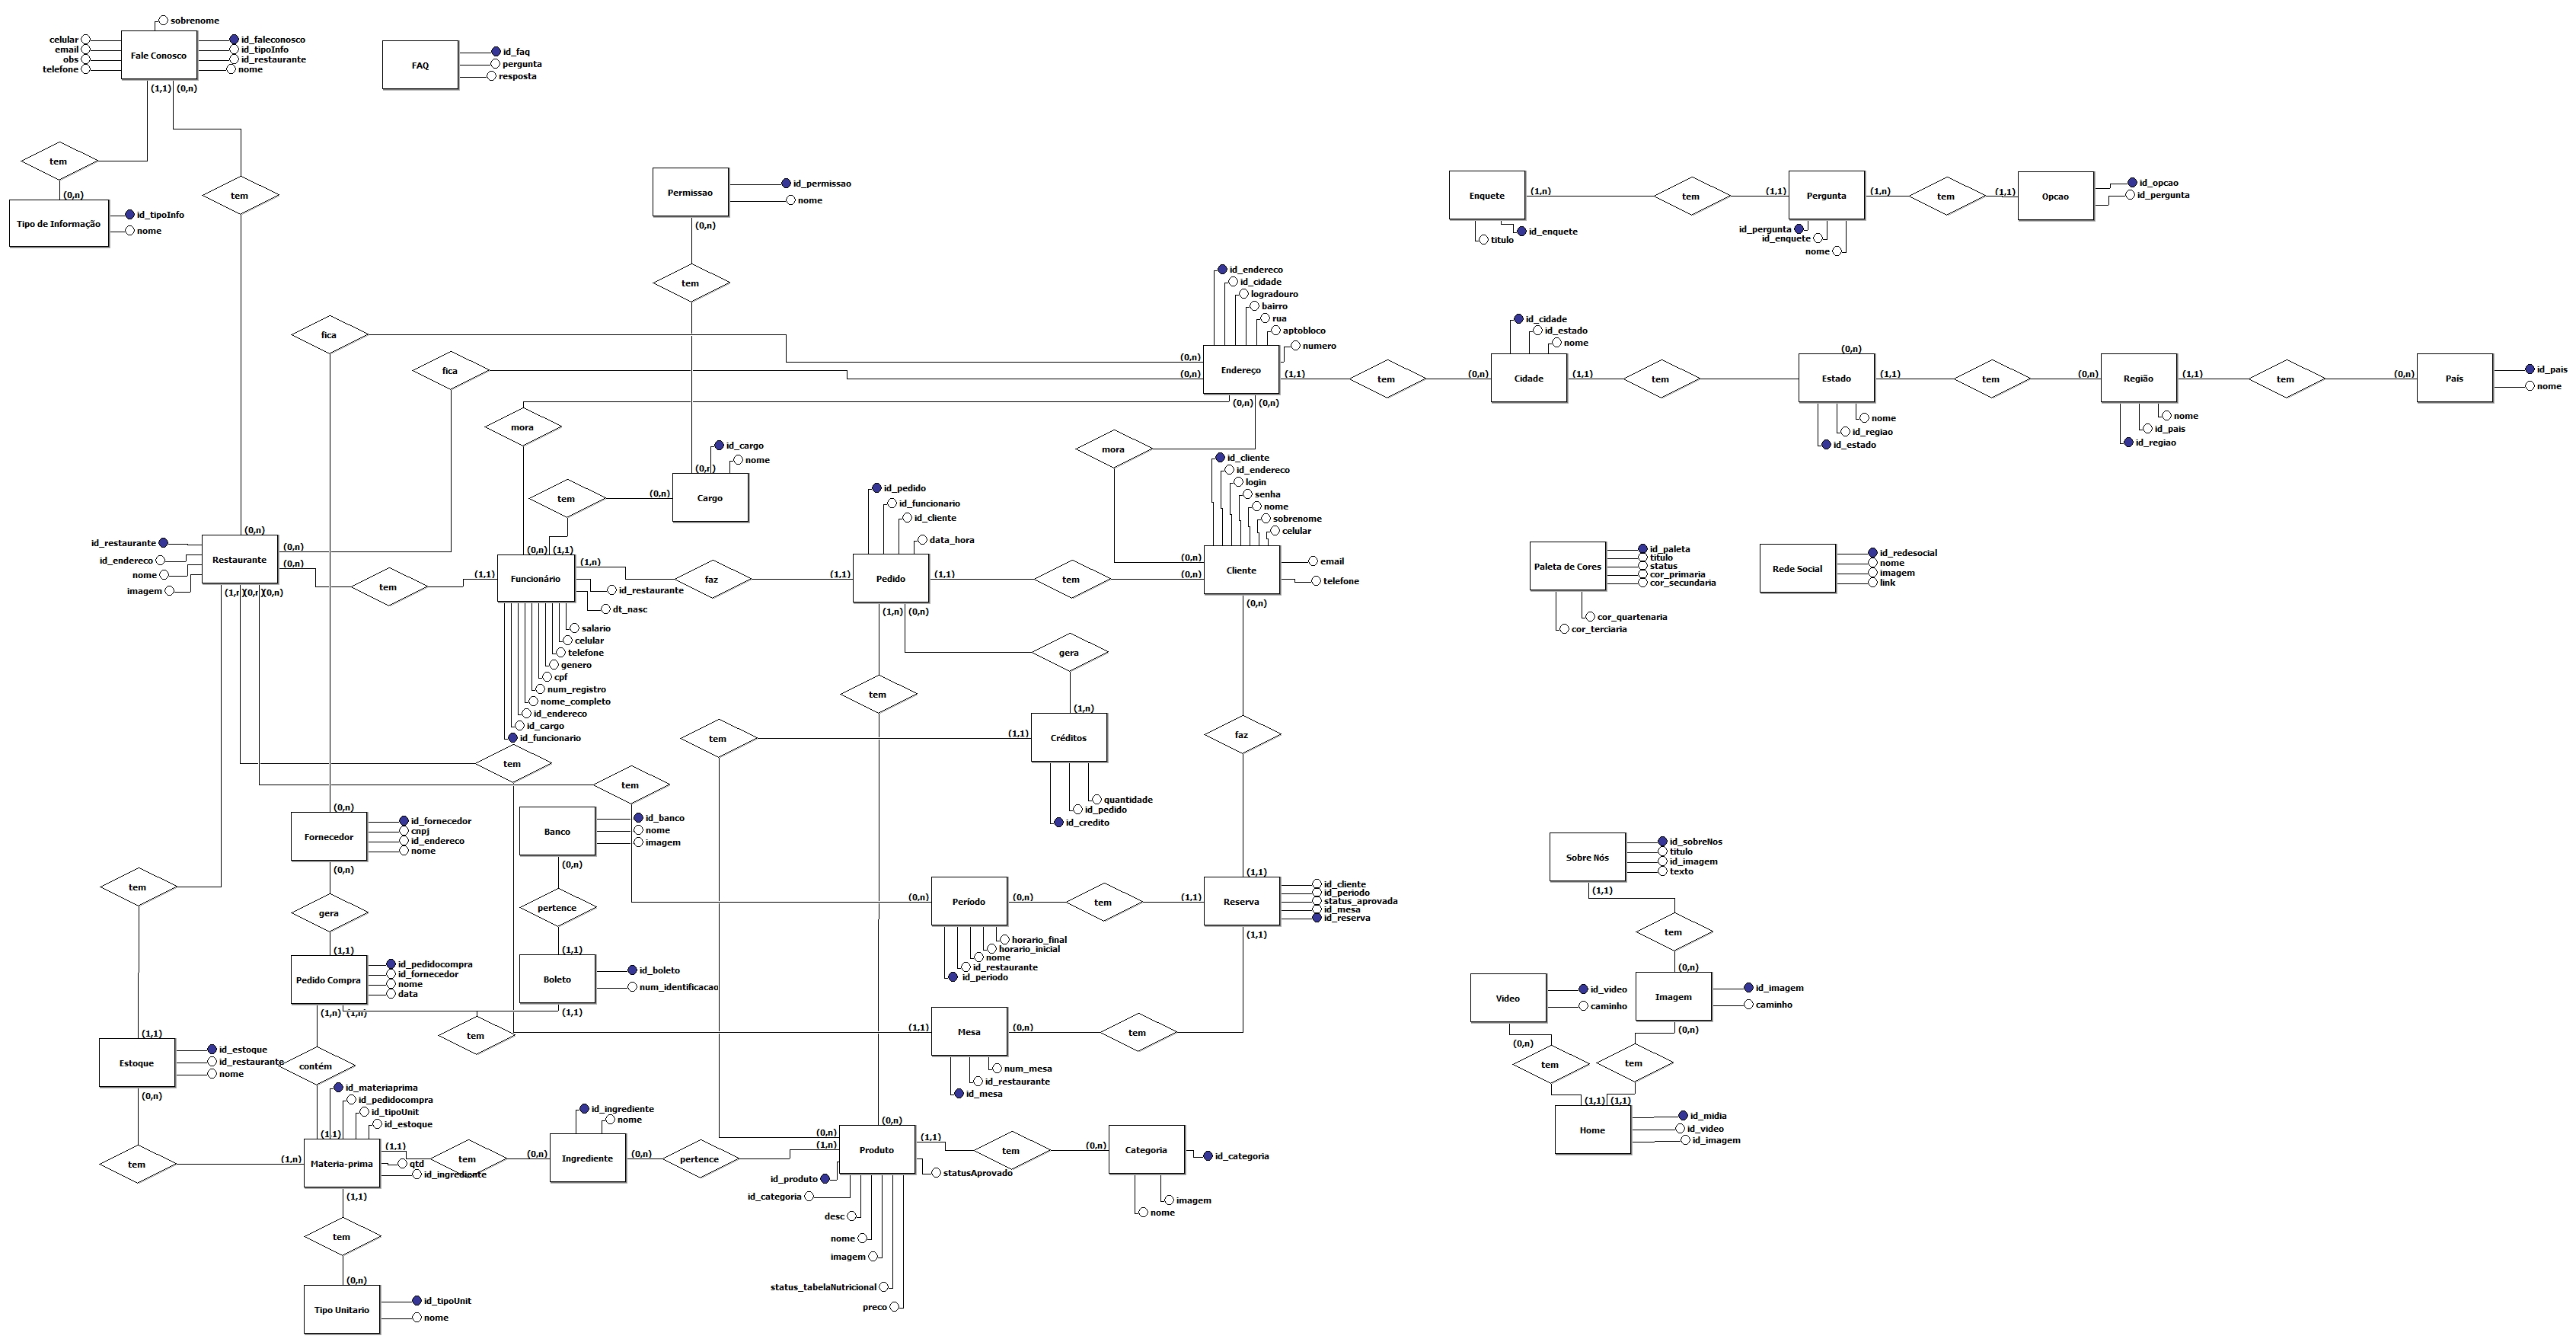 sobrenome
celular
email
obs
telefone
Fale Conosco
id_faleconosco
id_tipoInfo
id_restaurante
nome
(1,1)
(0,n)
FAQ
id_faq
pergunta
resposta
tem
(0,n)
Tipo de Informação
id_tipoInfo
nome
tem
Permissao
id_permissao
nome
(0,n)
tem
Enquete
(1,n)
titulo
id_enquete
tem
(1,1)
Pergunta
(1,n)
id_pergunta
id_enquete
nome
tem
(1,1)
Opcao
id_opcao
id_pergunta
id_endereco
id_cidade
logradouro
bairro
rua
aptobloco
numero
fica
(0,n)
fica
(0,n)
Endereço
(1,1)
(0,n)
(0,n)
tem
(0,n)
id_cidade
id_estado
nome
Cidade
(1,1)
tem
(0,n)
Estado
(1,1)
nome
id_regiao
id_estado
tem
(0,n)
Região
(1,1)
nome
id_pais
id_regiao
tem
(0,n)
País
id_pais
nome
mora
mora
id_cargo
nome
(0,n)
Cargo
(0,n)
tem
id_pedido
id_funcionario
id_cliente
data_hora
id_cliente
id_endereco
login
senha
nome
sobrenome
celular
(0,n)
id_restaurante
id_endereco
nome
imagem
Restaurante
(0,n)
(0,n)
(1,n)
(0,n)
(0,n)
tem
(1,1)
(0,n)
(1,1)
Funcionário
(1,n)
id_restaurante
dt_nasc
salario
celular
telefone
genero
cpf
num_registro
nome_completo
id_endereco
id_cargo
id_funcionario
faz
(1,1)
Pedido
(1,1)
(1,n)
(0,n)
tem
(0,n)
(0,n)
Cliente
email
telefone
(0,n)
Paleta de Cores
id_paleta
titulo
status
cor_primaria
cor_secundaria
cor_quartenaria
cor_terciaria
Rede Social
id_redesocial
nome
imagem
link
gera
tem
(1,n)
tem
(1,1)
Créditos
quantidade
id_pedido
id_credito
faz
tem
tem
(0,n)
Fornecedor
id_fornecedor
cnpj
id_endereco
nome
(0,n)
Banco
id_banco
nome
imagem
(0,n)
Sobre Nós
id_sobreNos
titulo
id_imagem
texto
(1,1)
tem
gera
pertence
(0,n)
Período
(0,n)
horario_final
horario_inicial
nome
id_restaurante
id_periodo
tem
(1,1)
(1,1)
Reserva
id_cliente
id_periodo
status_aprovada
id_mesa
id_reserva
(1,1)
tem
(1,1)
Pedido Compra
id_pedidocompra
id_fornecedor
nome
data
(1,n)
(1,n)
(1,1)
Boleto
id_boleto
num_identificacao
(1,1)
tem
(0,n)
Imagem
id_imagem
caminho
(0,n)
Video
id_video
caminho
(0,n)
(1,1)
Mesa
(0,n)
num_mesa
id_restaurante
id_mesa
tem
(1,1)
Estoque
id_estoque
id_restaurante
nome
(0,n)
contém
tem
tem
(1,1)
(1,1)
Home
id_midia
id_video
id_imagem
id_materiaprima
id_pedidocompra
id_tipoUnit
id_estoque
(1,1)
tem
(1,n)
Materia-prima
(1,1)
qtd
id_ingrediente
(1,1)
tem
(0,n)
id_ingrediente
nome
Ingrediente
(0,n)
pertence
(0,n)
(0,n)
(1,n)
Produto
(1,1)
statusAprovado
id_produto
id_categoria
desc
nome
imagem
status_tabelaNutricional
preco
tem
(0,n)
Categoria
id_categoria
imagem
nome
tem
(0,n)
Tipo Unitario
id_tipoUnit
nome